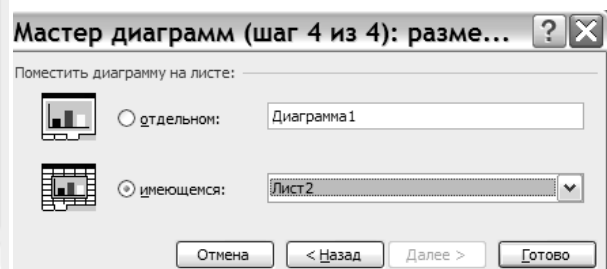 Мастер диаграмм (шаг 4 из 4): разме...
Поместить диаграмму на листе:
отдельном: Диаграмма1
имеющемся: Лист2
Отмена < Назад Далее > Готово